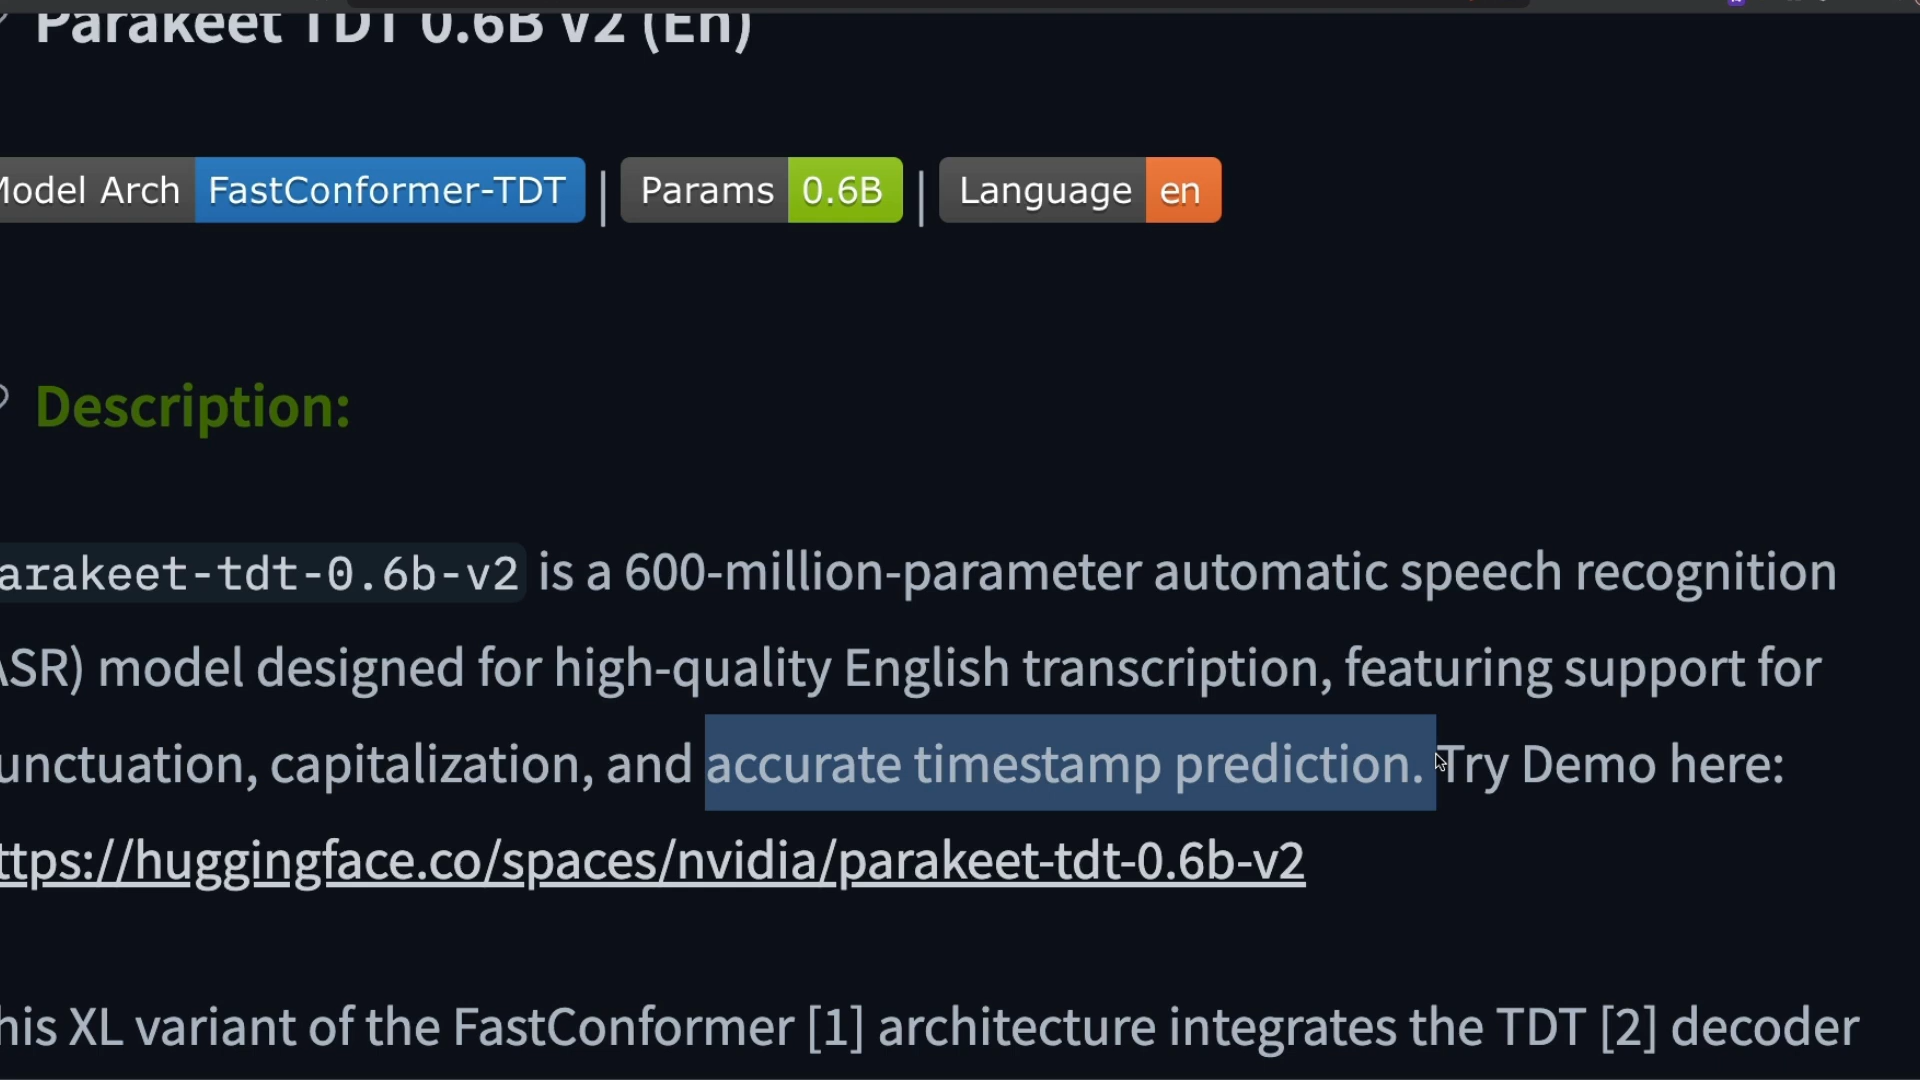 Parakeet TDT 0.6B V2 (En)
Model Arch FastConformer-TDT | Params 0.6B | Language en
Description:
arakeet-tdt-0.6b-v2 is a 600-million-parameter automatic speech recognition
ASR) model designed for high-quality English transcription, featuring support for
unctuation, capitalization, and accurate timestamp prediction. Try Demo here:
ttps://huggingface.co/spaces/nvidia/parakeet-tdt-0.6b-v2
his XL variant of the FastConformer [1] architecture integrates the TDT [2] decoder